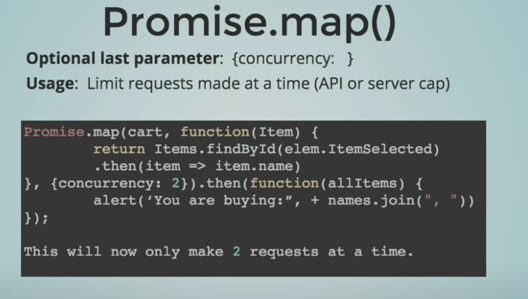 Promise.map()
Optional last parameter: {concurrency: }
Usage: Limit requests made at a time (API or server cap)
Promise.map(cart, function(Item) {
return Items.findById(elem.ItemSelected)
.then(item => item.name)
}, {concurrency: 2}).then(function(allItems) {
alert(‘You are buying:”, + names.join(", "))
});
This will now only make 2 requests at a time.